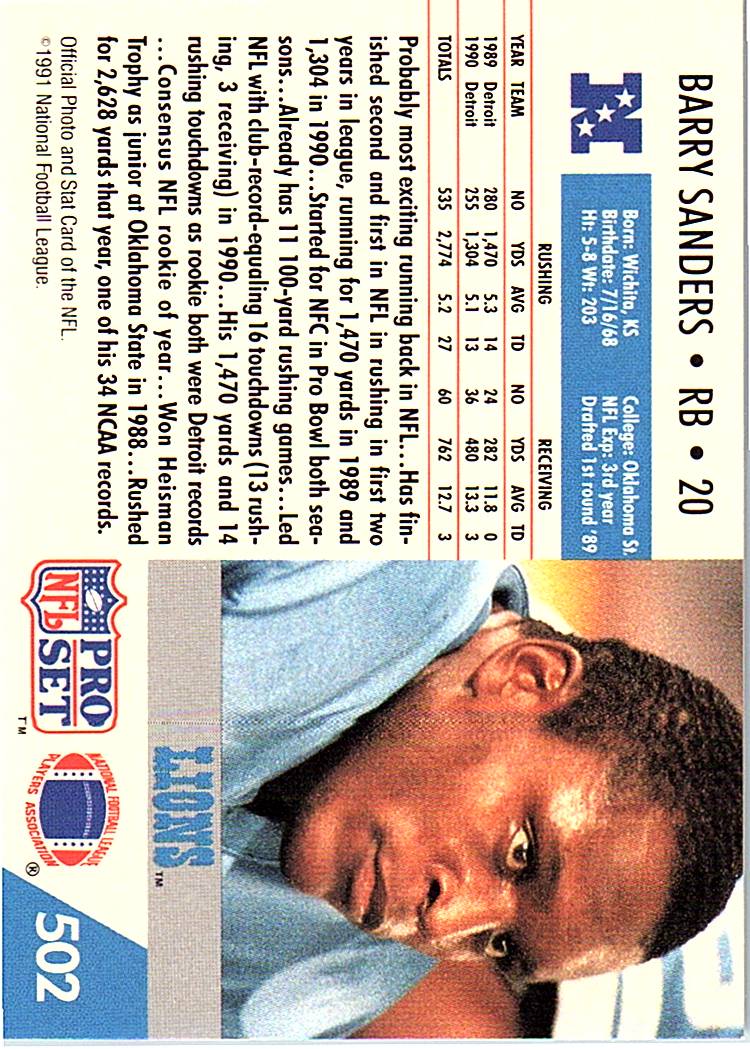 BARRY SANDERS • RB • 20
Born: Wichita, KS
Birthdate: 7/16/68
Ht: 5-8 Wt: 203
College: Oklahoma St.
NFL Exp: 3rd year
Drafted 1st round '89
RUSHING RECEIVING
YEAR TEAM NO YDS AVG TD NO YDS AVG TD
1989 Detroit 280 1,470 5.3 14 24 282 11.8 0
1990 Detroit 255 1,304 5.1 13 36 480 13.3 3
TOTALS 535 2,774 5.2 27 60 762 12.7 3
Probably most exciting running back in NFL...Has fin-
ished second and first in NFL in rushing in first two
years in league, running for 1,470 yards in 1989 and
1,304 in 1990...Started for NFC in Pro Bowl both sea-
sons...Already has 11 100-yard rushing games...Led
NFL with club-record-equaling 16 touchdowns (13 rush-
ing, 3 receiving) in 1990...His 1,470 yards and 14
rushing touchdowns as rookie both were Detroit records
...Consensus NFL rookie of year...Won Heisman
Trophy as junior at Oklahoma State in 1988...Rushed
for 2,628 yards that year, one of his 34 NCAA records.
Official Photo and Stat Card of the NFL.
©1991 National Football League.
LIONS™
NFL PRO SET™
NATIONAL FOOTBALL LEAGUE
PLAYERS ASSOCIATION
®
502